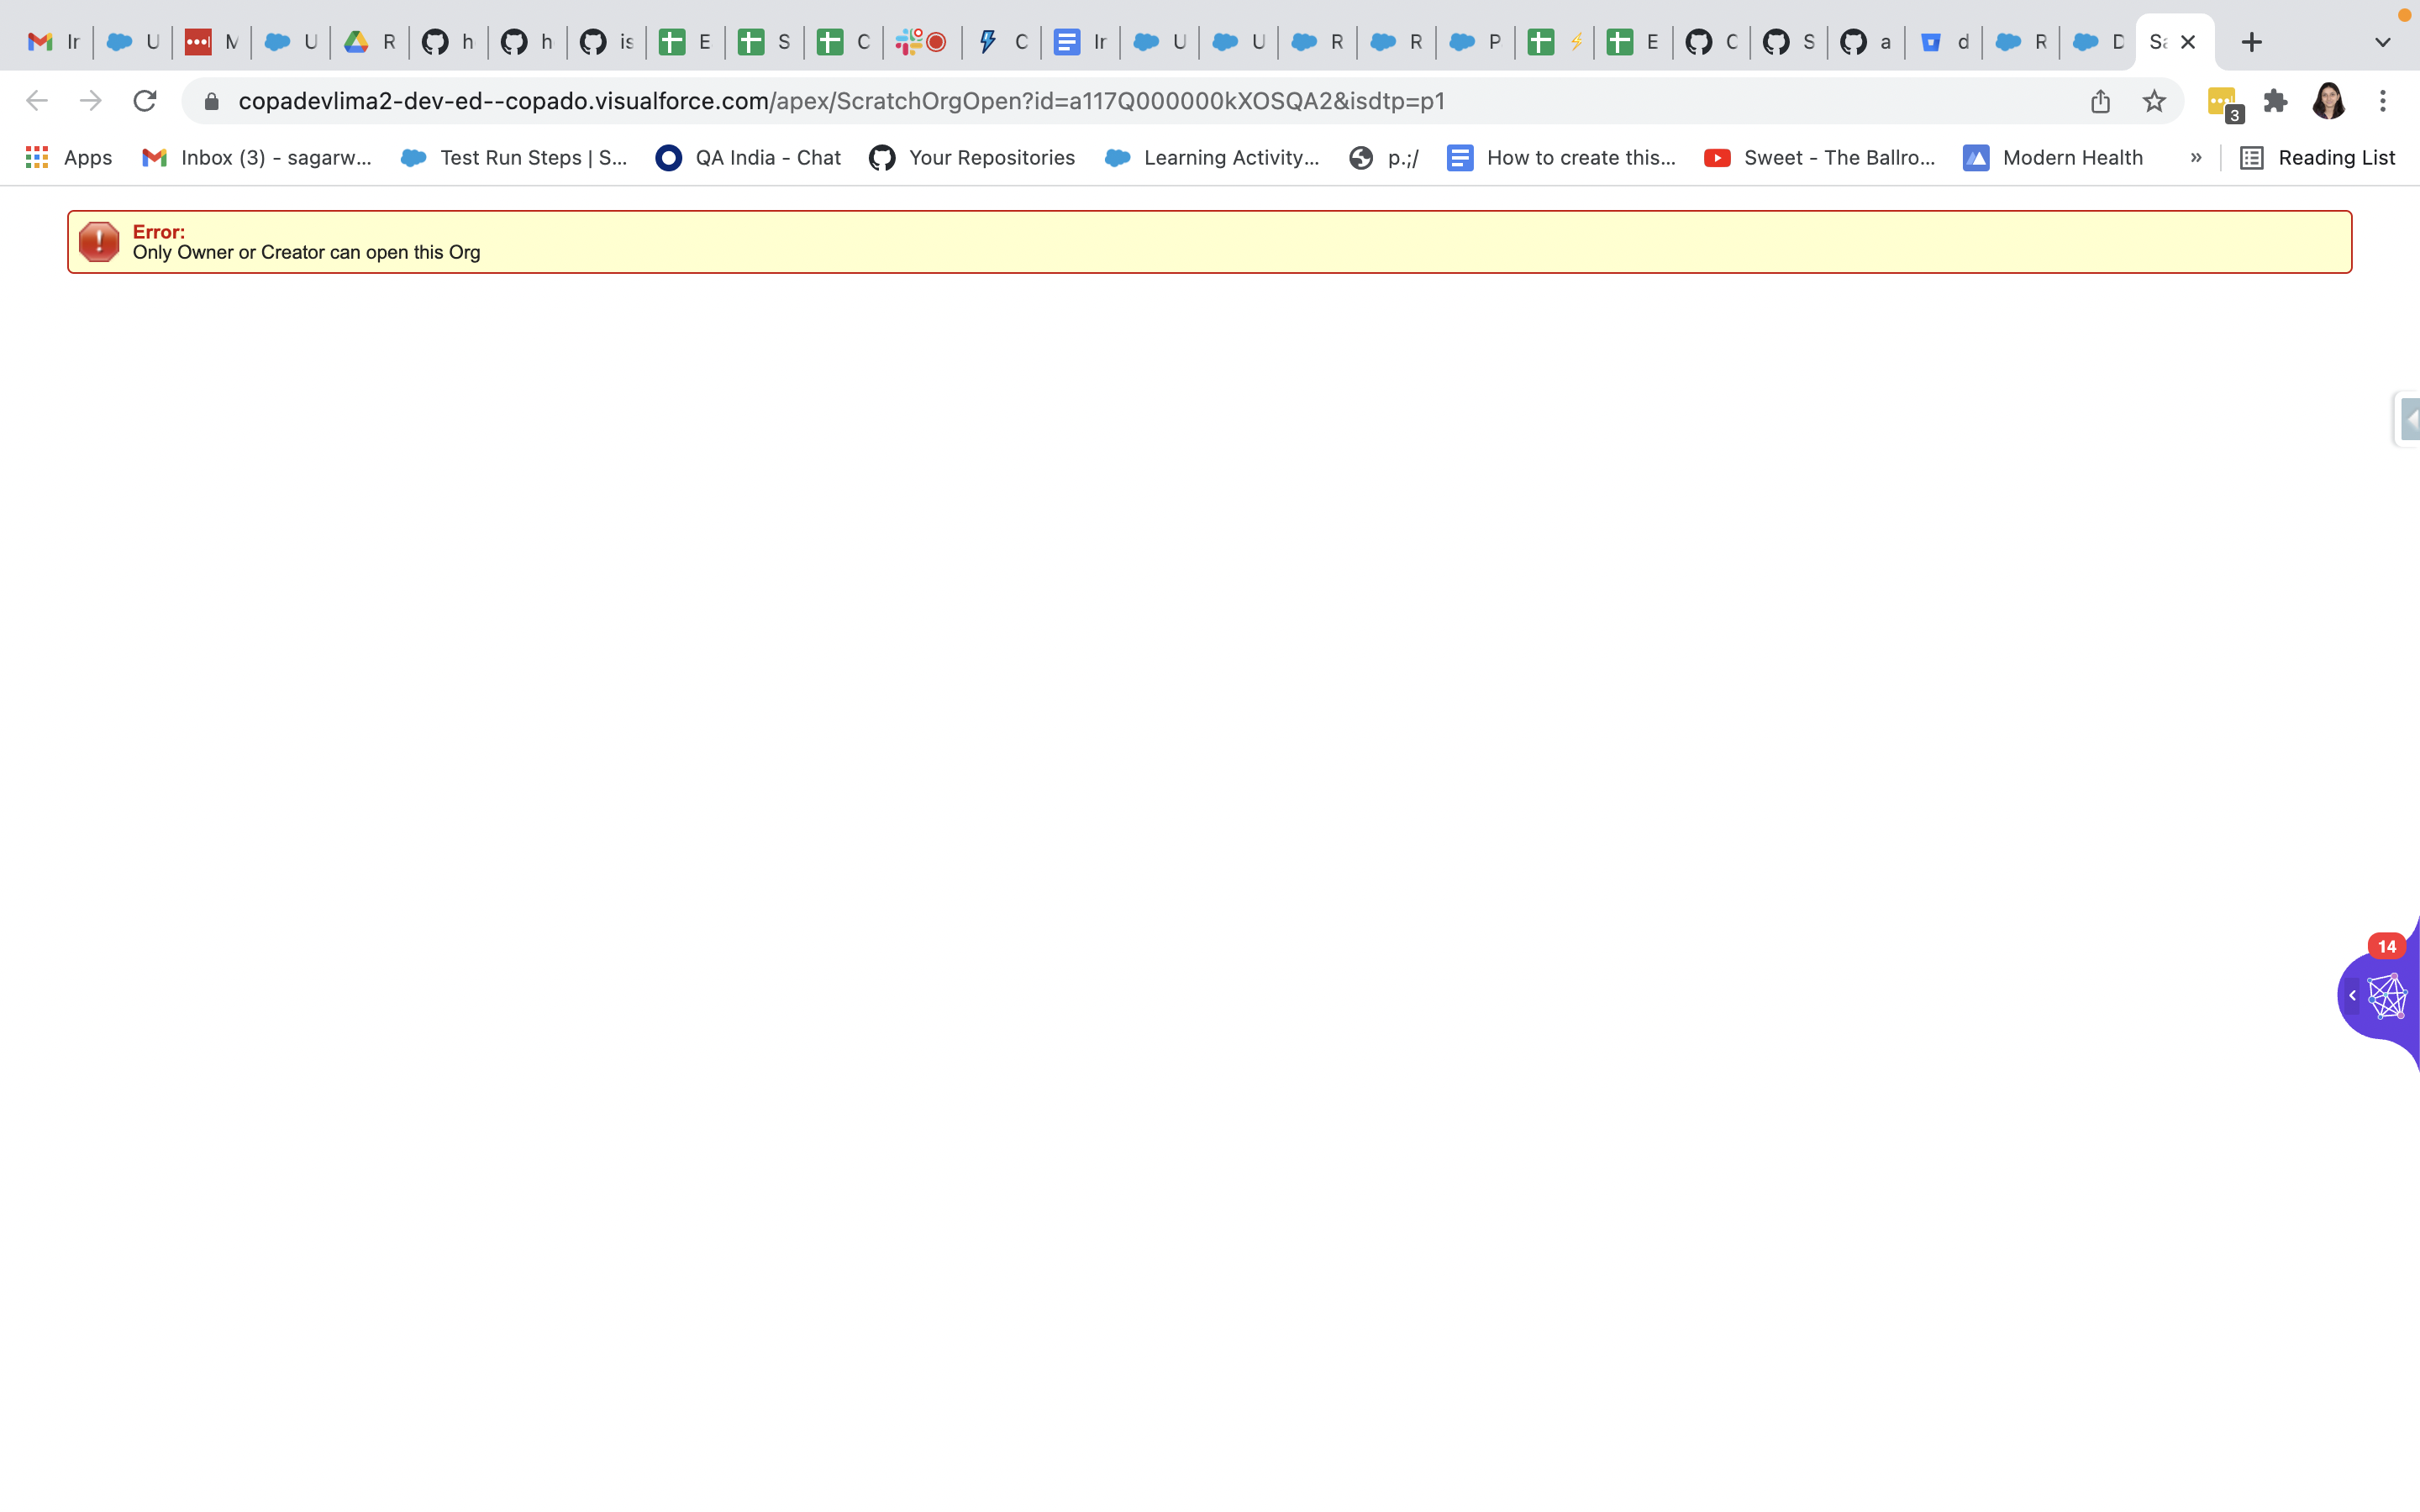 Ir U M U R h h is E S C C Ir U U R R P E C S a d R D Sa
copadevlima2-dev-ed--copado.visualforce.com/apex/ScratchOrgOpen?id=a117Q000000kXOSQA2&isdtp=p1
3
Apps Inbox (3) - sagarw... Test Run Steps | S... QA India - Chat Your Repositories Learning Activity... p.;/ How to create this... Sweet - The Ballro... Modern Health » Reading List
Error:
Only Owner or Creator can open this Org
14